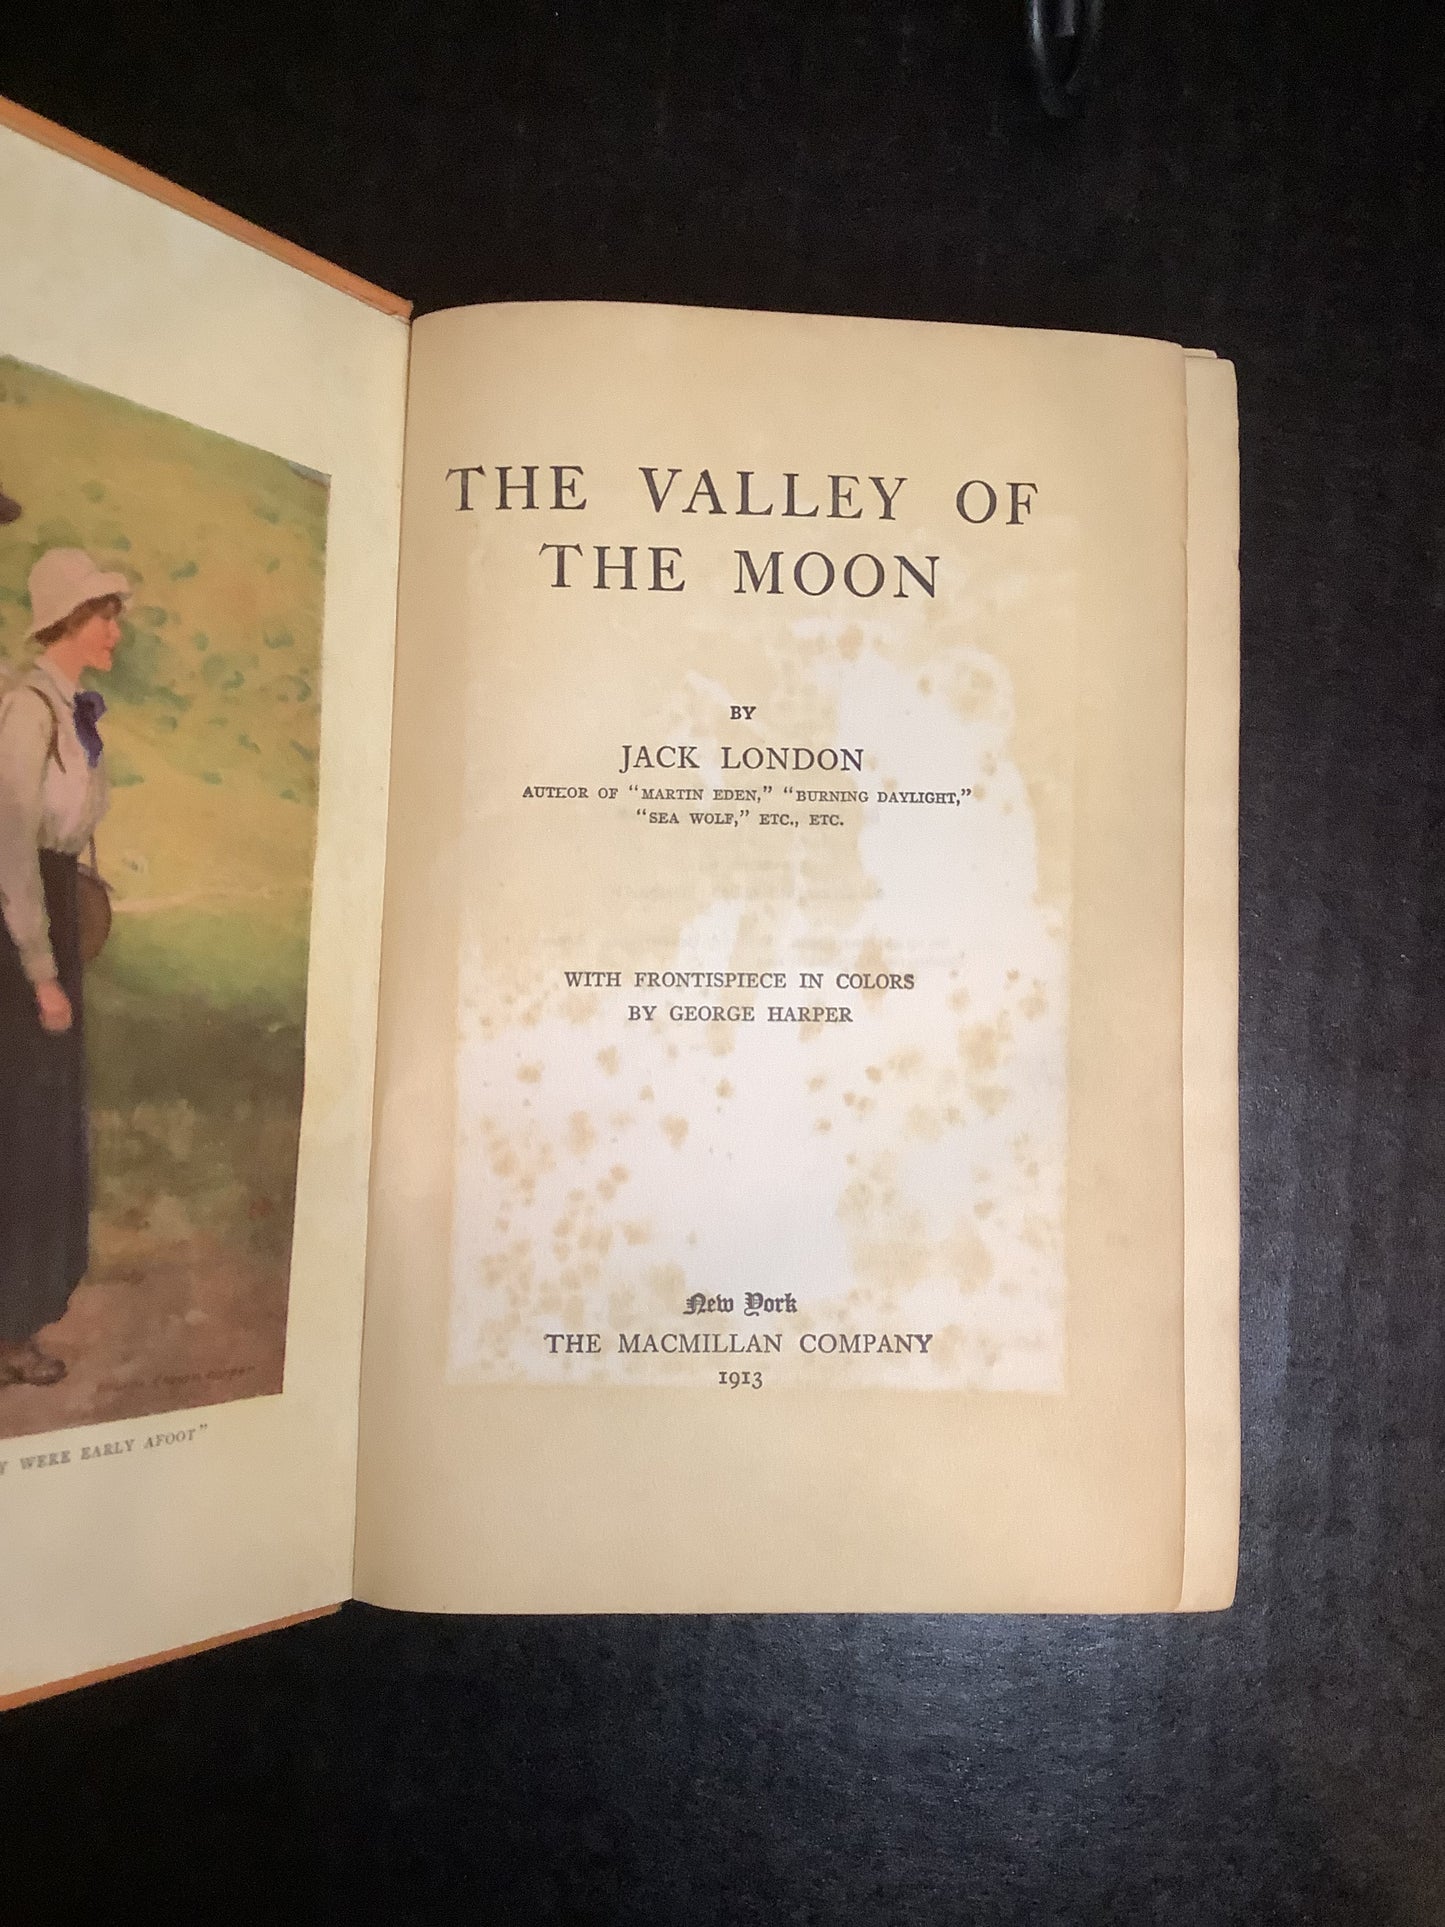 THE VALLEY OF
THE MOON
BY
JACK LONDON
AUTHOR OF "MARTIN EDEN," "BURNING DAYLIGHT,"
"SEA WOLF," ETC., ETC.
WITH FRONTISPIECE IN COLORS
BY GEORGE HARPER
New York
THE MACMILLAN COMPANY
1913
WERE EARLY AFOOT"